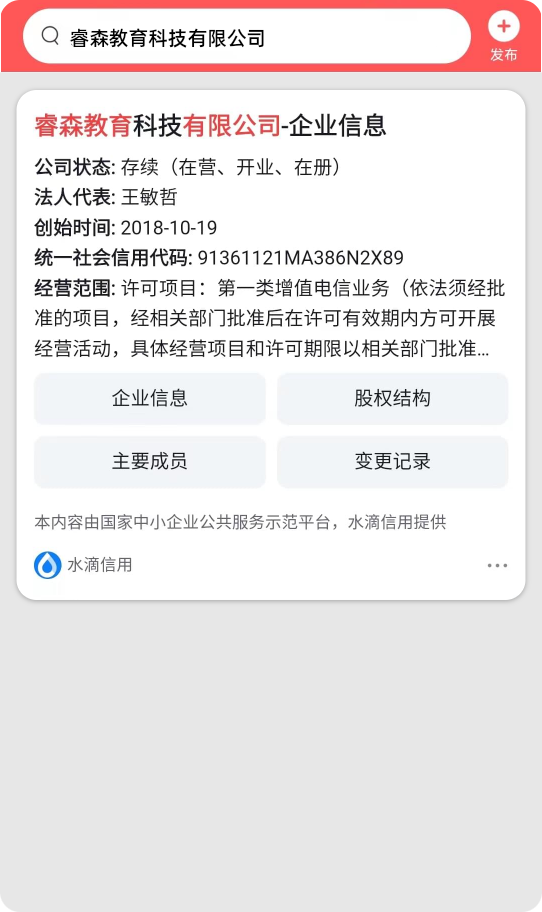 睿森教育科技有限公司
发布
睿森教育科技有限公司-企业信息
公司状态: 存续（在营、开业、在册）
法人代表: 王敏哲
创始时间: 2018-10-19
统一社会信用代码: 91361121MA386N2X89
经营范围: 许可项目：第一类增值电信业务（依法须经批
准的项目，经相关部门批准后在许可有效期内方可开展
经营活动，具体经营项目和许可期限以相关部门批准...
企业信息
股权结构
主要成员
变更记录
本内容由国家中小企业公共服务示范平台，水滴信用提供
水滴信用